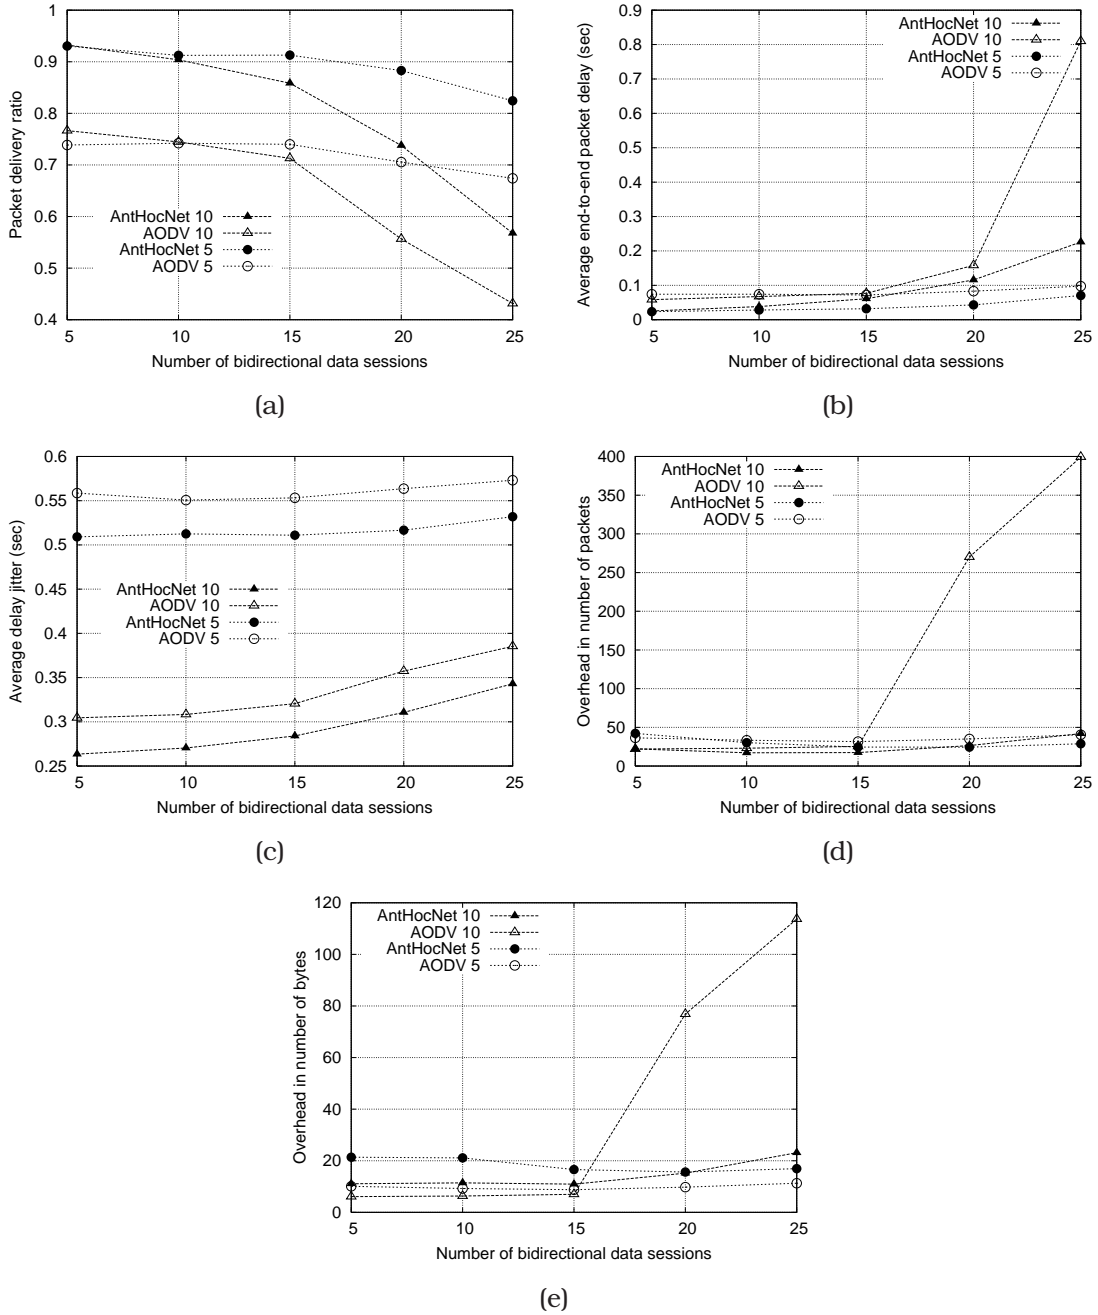 1
0.9
0.8
0.7
0.6
0.5
0.4
Packet delivery ratio
AntHocNet 10
AODV 10
AntHocNet 5
AODV 5
5 10 15 20 25
Number of bidirectional data sessions
(a)
0.9
0.8
0.7
0.6
0.5
0.4
0.3
0.2
0.1
0
Average end-to-end packet delay (sec)
AntHocNet 10
AODV 10
AntHocNet 5
AODV 5
5 10 15 20 25
Number of bidirectional data sessions
(b)
0.6
0.55
0.5
0.45
0.4
0.35
0.3
0.25
Average delay jitter (sec)
AntHocNet 10
AODV 10
AntHocNet 5
AODV 5
5 10 15 20 25
Number of bidirectional data sessions
(c)
400
350
300
250
200
150
100
50
0
Overhead in number of packets
AntHocNet 10
AODV 10
AntHocNet 5
AODV 5
5 10 15 20 25
Number of bidirectional data sessions
(d)
120
100
80
60
40
20
0
Overhead in number of bytes
AntHocNet 10
AODV 10
AntHocNet 5
AODV 5
5 10 15 20 25
Number of bidirectional data sessions
(e)